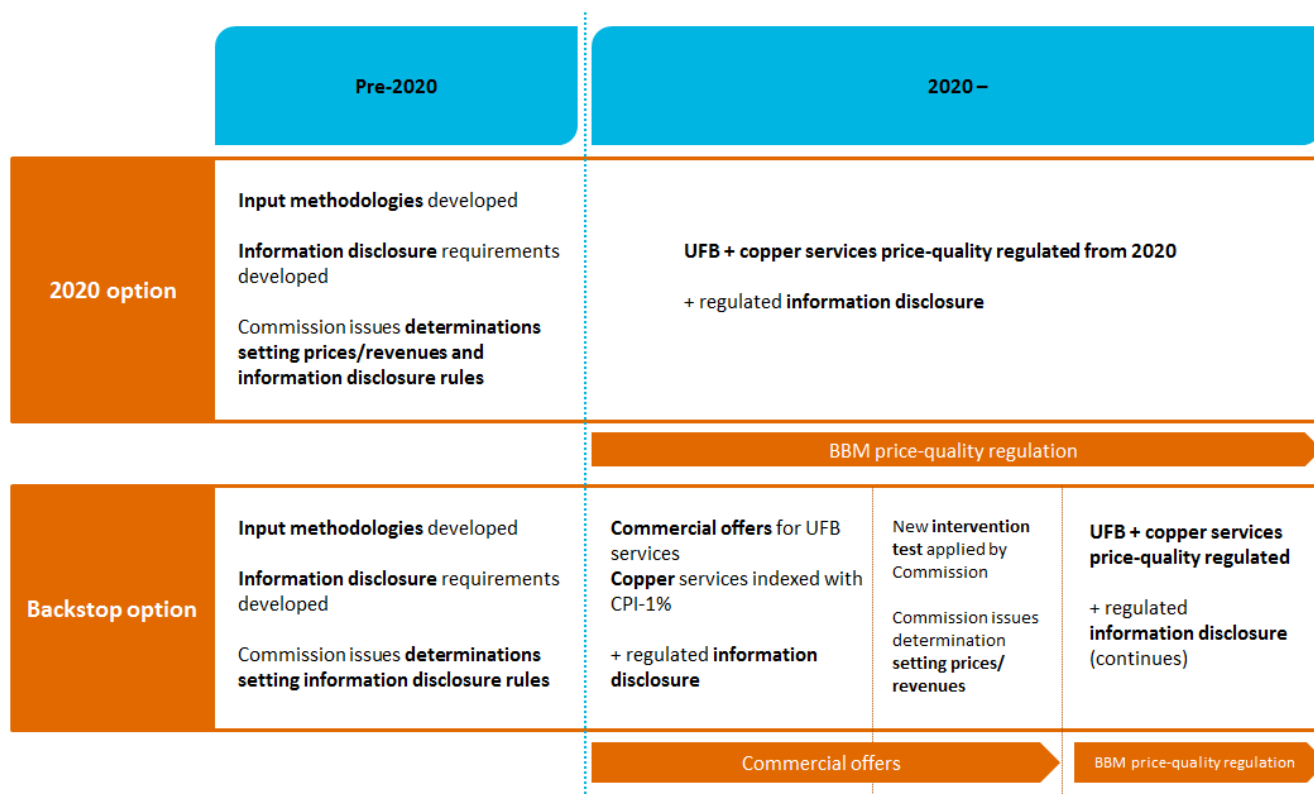 Pre-2020
2020 –
2020 option
Input methodologies developed
Information disclosure requirements
developed
Commission issues determinations
setting prices/revenues and
information disclosure rules
UFB + copper services price-quality regulated from 2020
+ regulated information disclosure
BBM price-quality regulation
Backstop option
Input methodologies developed
Information disclosure requirements
developed
Commission issues determinations
setting information disclosure rules
Commercial offers for UFB
services
Copper services indexed with
CPI-1%
+ regulated information
disclosure
New intervention
test applied by
Commission
Commission issues
determination
setting prices/
revenues
UFB + copper services
price-quality regulated
+ regulated
information disclosure
(continues)
Commercial offers
BBM price-quality regulation